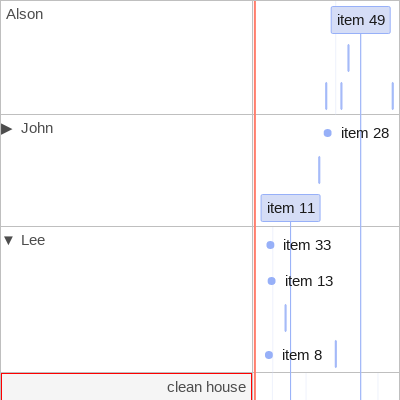 Alson
item 49
▶ John
item 28
item 11
▼ Lee
item 33
item 13
item 8
clean house